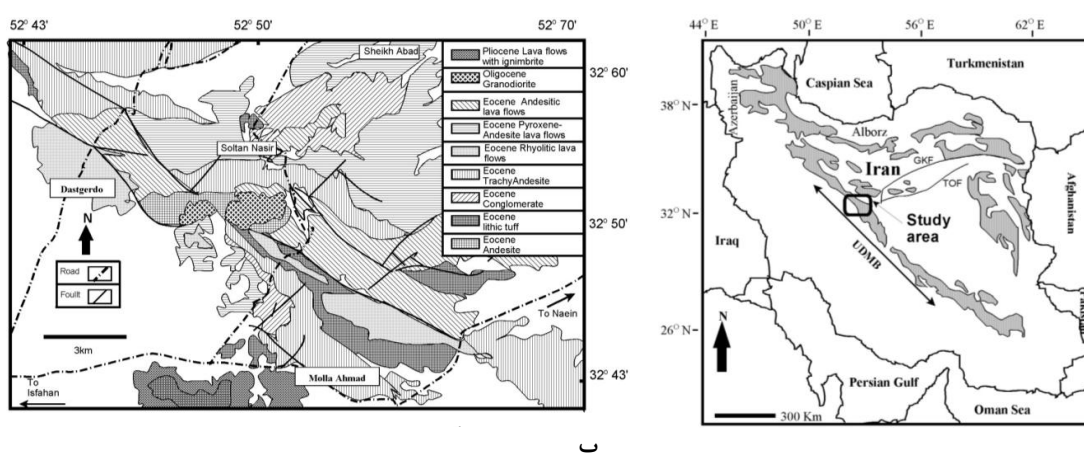 52° 43'
52° 50'
52° 70'
Sheikh Abad
Soltan Nasir
Dastgerdo
N
Road
Foullt
3km
To
Isfahan
Molla Ahmad
To Naein
32° 60'
32° 50'
32° 43'
Pliocene Lava flows
with ignimbrite
Oligocene
Granodiorite
Eocene Andesitic
lava flows
Eocene Pyroxene-
Andesite lava flows
Eocene Rhyolitic lava
flows
Eocene
TrachyAndesite
Eocene
Conglomerate
Eocene
lithic tuff
Eocene
Andesite
ب
44° E
50° E
56° E
62° E
38° N
32° N
26° N
Caspian Sea
Turkmenistan
Azerbaijan
Alborz
Iran
GKF
TOF
Afghanistan
Study
area
Iraq
UDMB
N
Persian Gulf
Oman Sea
300 Km